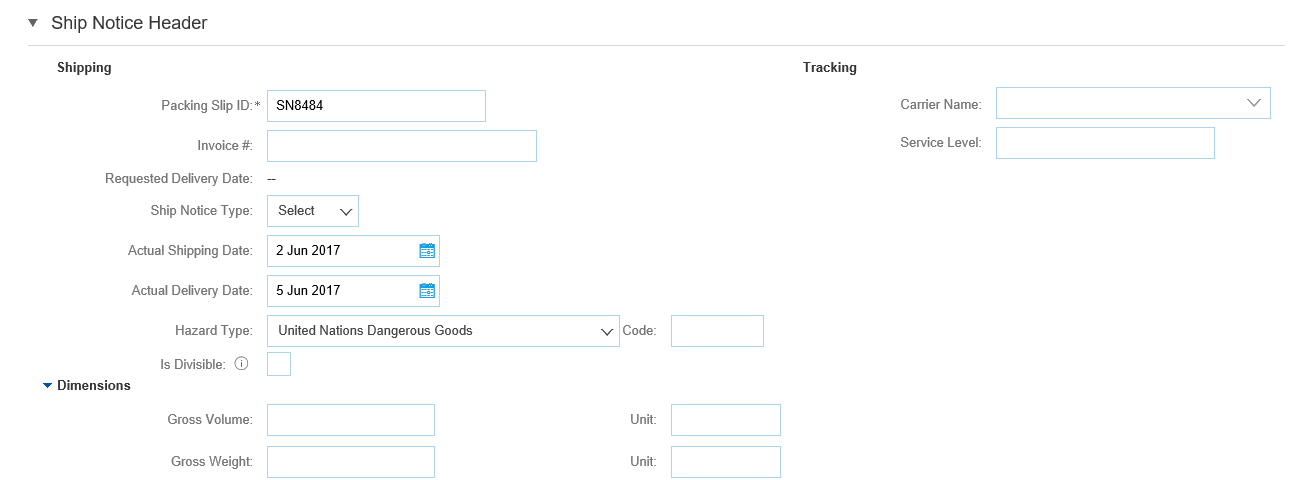 Ship Notice Header
Shipping
Tracking
Packing Slip ID:* SN8484
Carrier Name:
Invoice #:
Service Level:
Requested Delivery Date: --
Ship Notice Type: Select
Actual Shipping Date: 2 Jun 2017
Actual Delivery Date: 5 Jun 2017
Hazard Type: United Nations Dangerous Goods Code:
Is Divisible: i
Dimensions
Gross Volume: Unit:
Gross Weight: Unit: